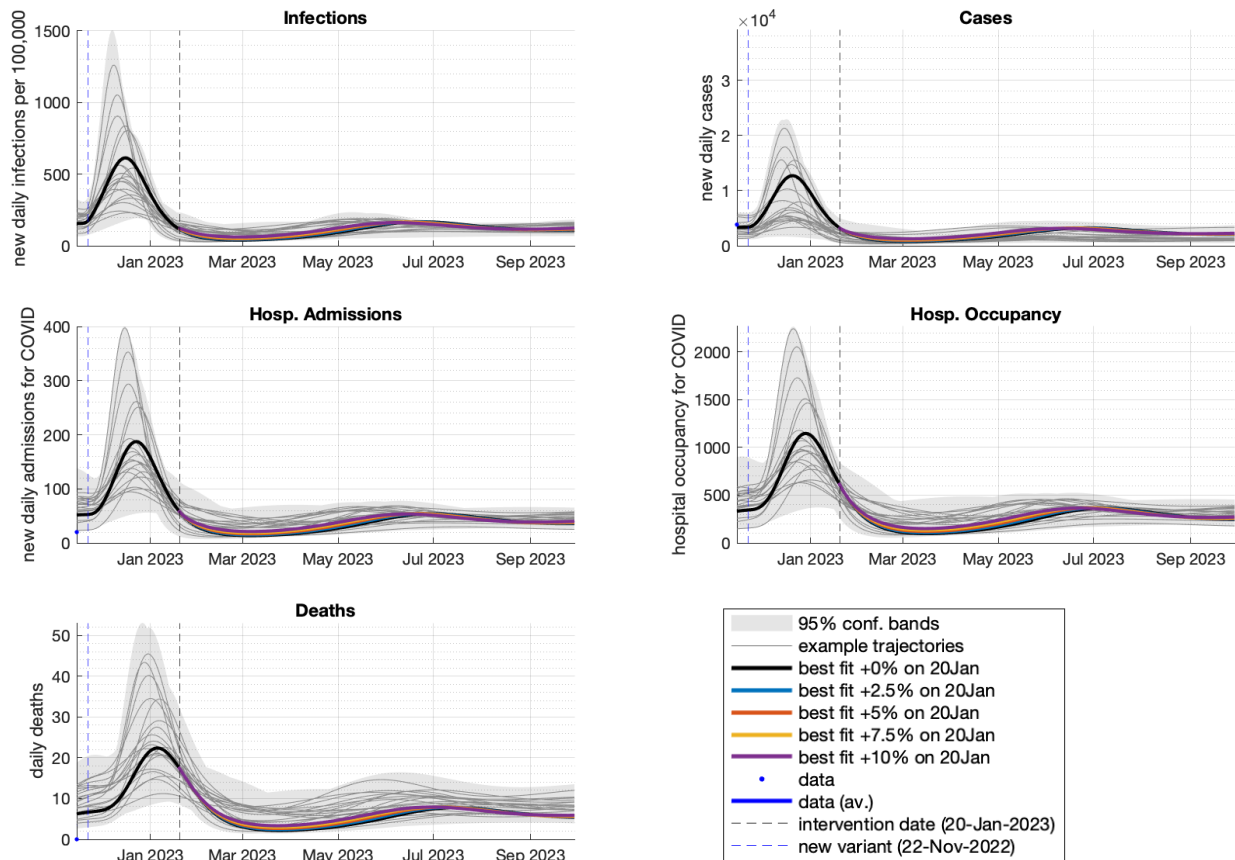 Infections
new daily infections per 100,000
1500
1000
500
0
Jan 2023 Mar 2023 May 2023 Jul 2023 Sep 2023
Cases
×10⁴
new daily cases
4
3
2
1
0
Jan 2023 Mar 2023 May 2023 Jul 2023 Sep 2023
Hosp. Admissions
new daily admissions for COVID
400
300
200
100
0
Jan 2023 Mar 2023 May 2023 Jul 2023 Sep 2023
Hosp. Occupancy
hospital occupancy for COVID
2000
1500
1000
500
0
Jan 2023 Mar 2023 May 2023 Jul 2023 Sep 2023
Deaths
daily deaths
50
40
30
20
10
0
Jan 2023 Mar 2023 May 2023 Jul 2023 Sep 2023
95% conf. bands
example trajectories
best fit +0% on 20Jan
best fit +2.5% on 20Jan
best fit +5% on 20Jan
best fit +7.5% on 20Jan
best fit +10% on 20Jan
data
data (av.)
intervention date (20-Jan-2023)
new variant (22-Nov-2022)